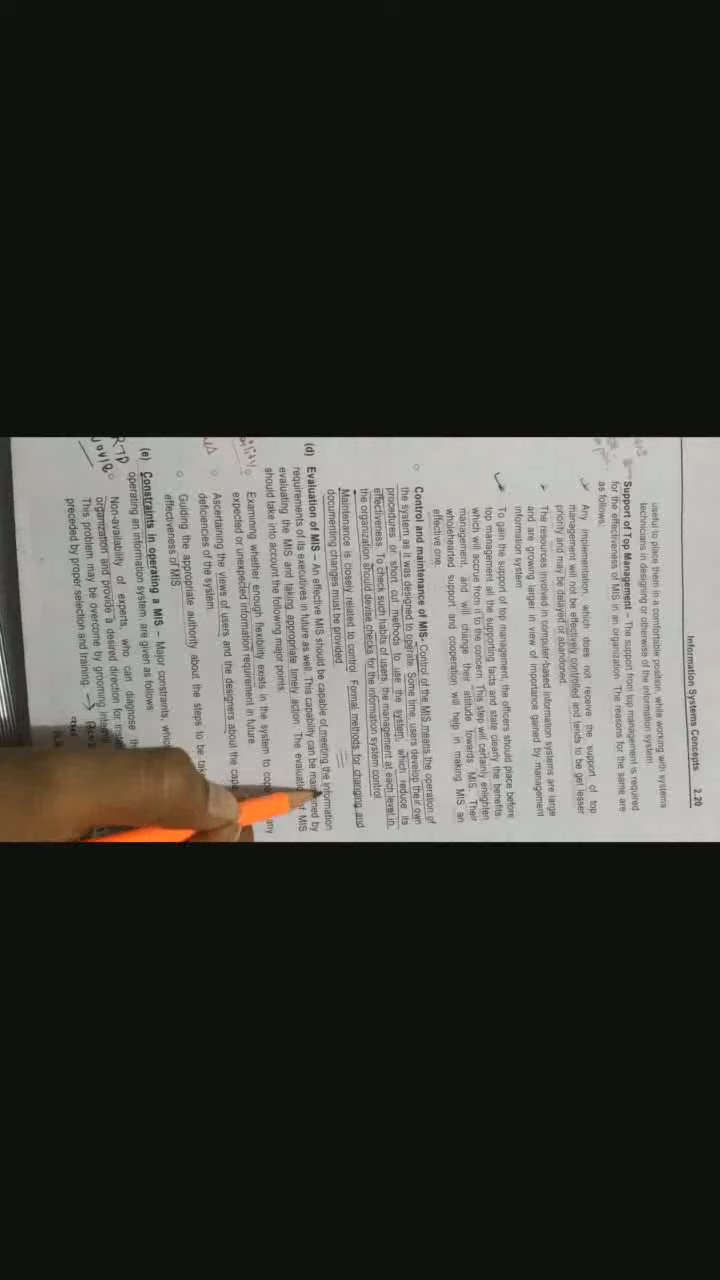 Information Systems Concepts 2.20
useful to place them in a comfortable position, while working with systems
technicians in designing or otherwise of the information system.
Support of Top Management – The support from top management is required
for the effectiveness of MIS in an organization. The reasons for the same are
as follows:
Any implementation, which does not receive the support of top
management will not be effectively controlled and tends to be get lesser
priority and may be delayed or abandoned.
The resources involved in computer-based information systems are large
and are growing larger in view of importance gained by management
information system.
To gain the support of top management, the officers should place before
top management all the supporting facts and state clearly the benefits
which will accrue from it to the concern. This step will certainly enlighten
management, and will change their attitude towards MIS. Their
wholehearted support and cooperation will help in making MIS an
effective one.
○ Control and maintenance of MIS– Control of the MIS means the operation of
the system as it was designed to operate. Some time, users develop their own
procedures or short cut methods to use the system, which reduce its
effectiveness. To check such habits of users, the management at each level in
the organization should devise checks for the information system control.
Maintenance is closely related to control. Formal methods for changing and
documenting changes must be provided.
(d) Evaluation of MIS – An effective MIS should be capable of meeting the information
requirements of its executives in future as well. This capability can be by
evaluating the MIS and taking appropriate timely action. The of MIS
should take into account the following major points.
○ Examining whether enough flexibility exists in the system to any
expected or unexpected information requirement in future.
○ Ascertaining the views of users and the designers about the
deficiencies of the system.
○ Guiding the appropriate authority about the steps to be
effectiveness of MIS.
(e) Constraints in operating a MIS – Major constraints,
operating an information system, are given as follows
○ Non-availability of experts, who can diagnose
organization and provide a desired direction for
This problem may be overcome by grooming
preceded by proper selection and training. →
RTP
Nov18